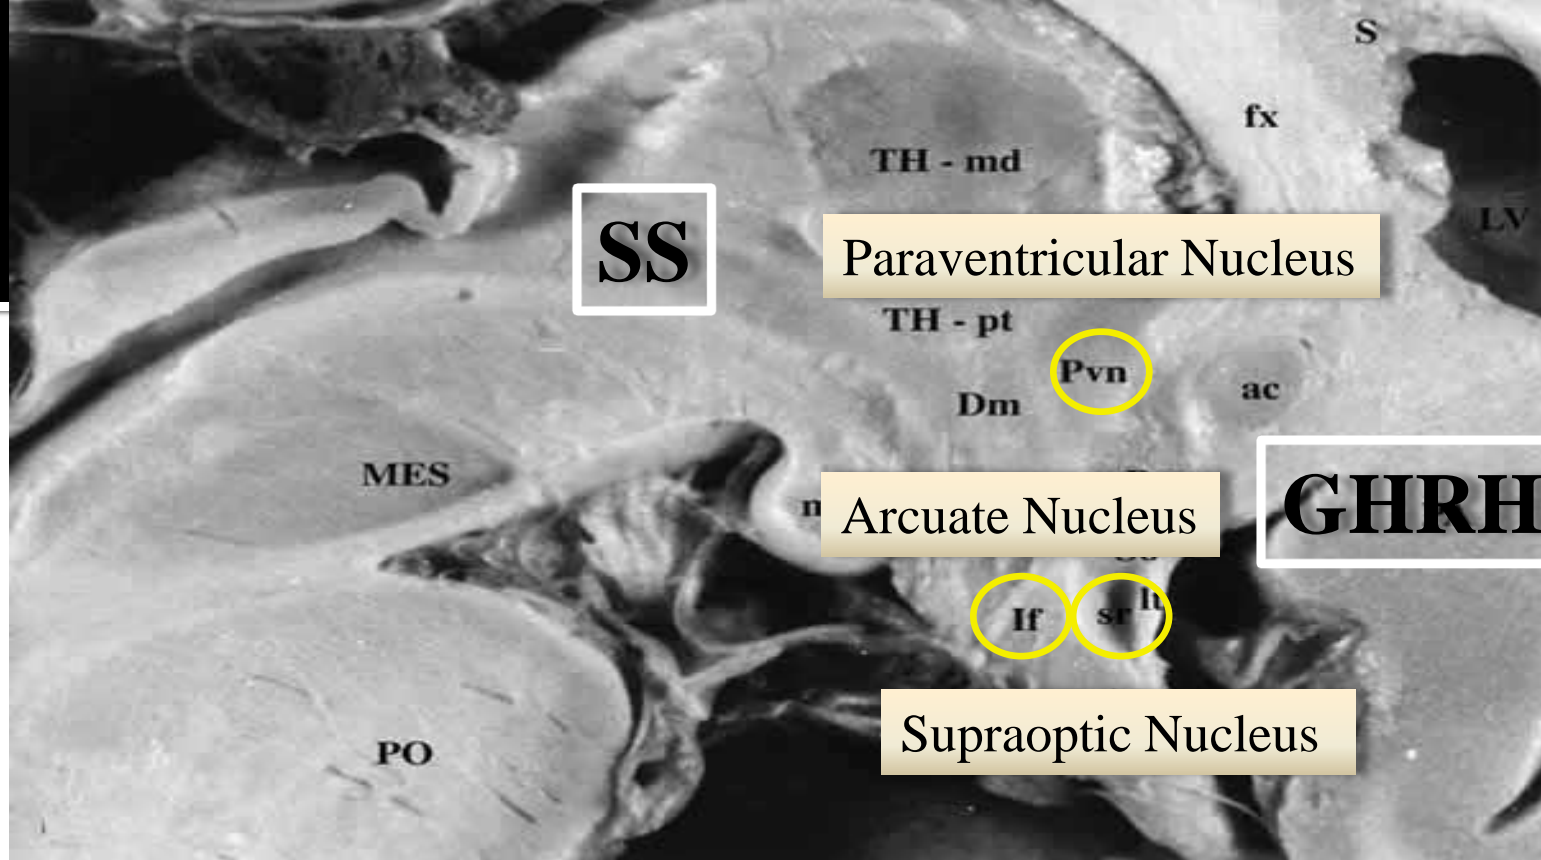 S
fx
TH - md
LV
SS
Paraventricular Nucleus
TH - pt
Pvn
ac
Dm
MES
GHRH
Arcuate Nucleus
If
sr
Supraoptic Nucleus
PO